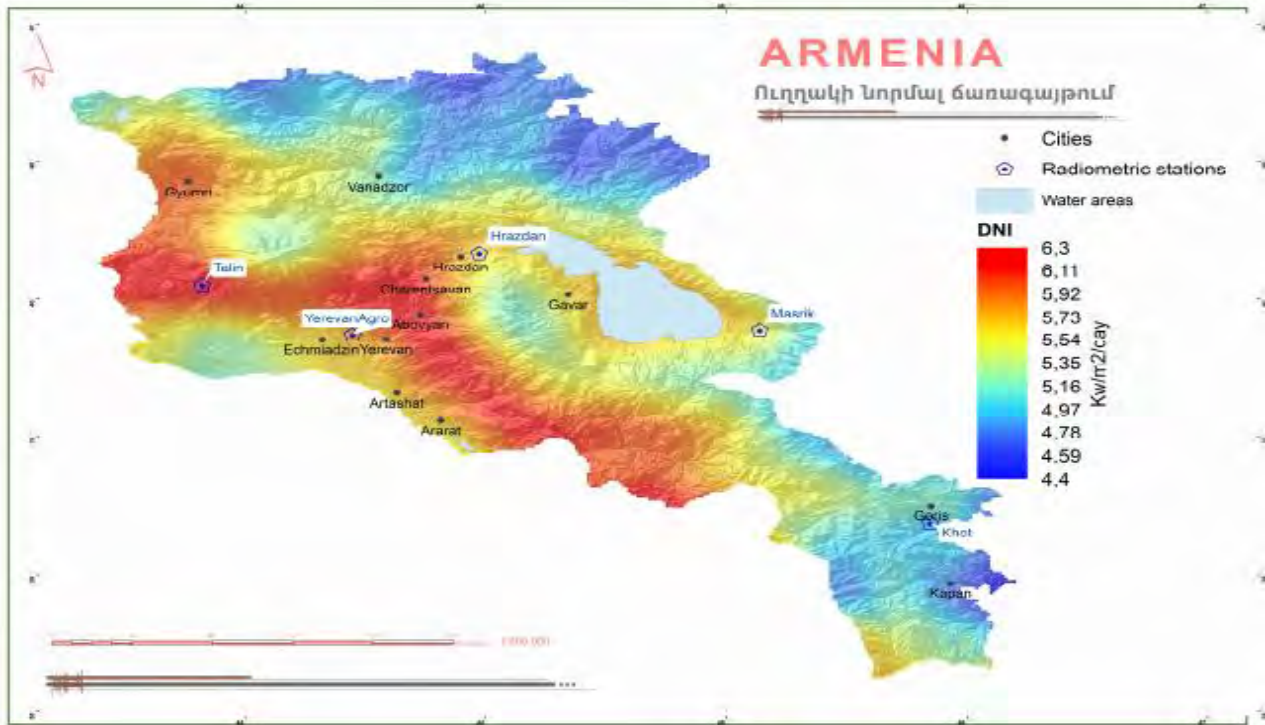 ARMENIA
Ուղղակի նորմալ ճառագայթում
Cities
Radiometric stations
Water areas
DNI
6,3
6,11
5,92
5,73
5,54
5,35
5,16
4,97
4,78
4,59
4,4
Kw/m2/cay
N
Gyumri
Vanadzor
Hrazdan
Hrazdan
Talin
Charentsavan
Gavar
Masrik
YerevanAgro
Abovyan
Echmiadzin
Yerevan
Artashat
Ararat
Goris
Khot
Kapan